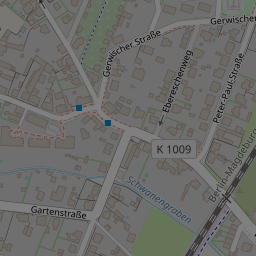 Gerwischer
Gerwischer Straße
Ebereschenweg
Peter-Paul-Straße
K 1009
Berlin-Magdeburg
Schwanengraben
Gartenstraße